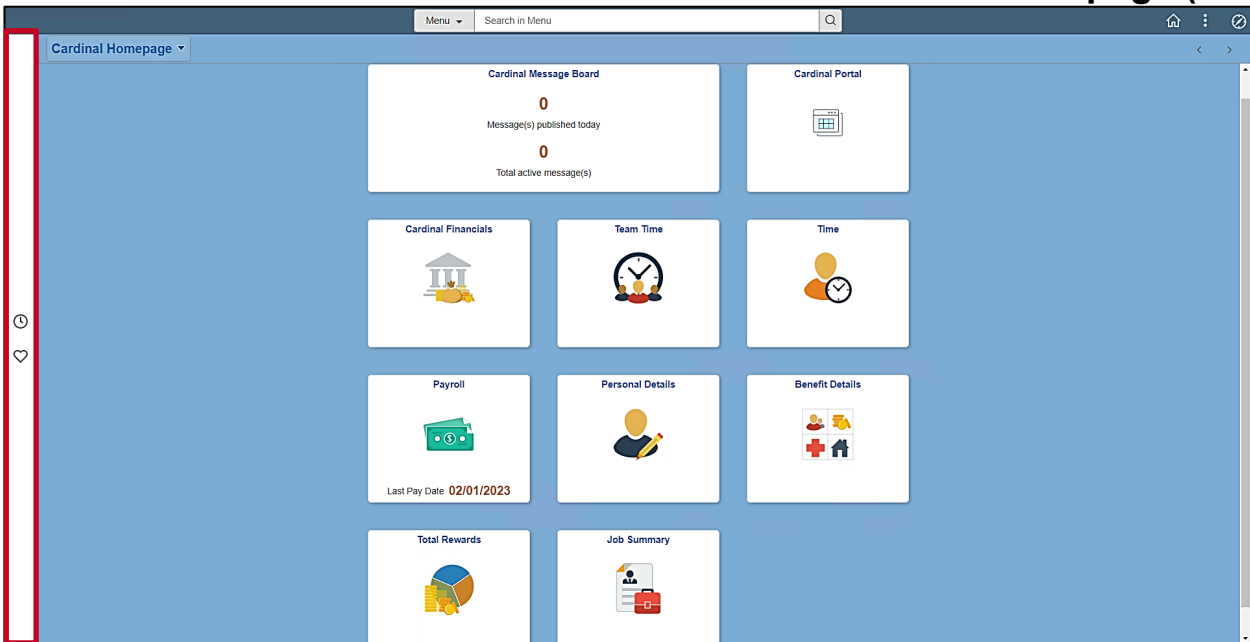 Menu
Search in Menu
Cardinal Homepage
Cardinal Message Board
0
Message(s) published today
0
Total active message(s)
Cardinal Portal
Cardinal Financials
Team Time
Time
Payroll
Last Pay Date 02/01/2023
Personal Details
Benefit Details
Total Rewards
Job Summary